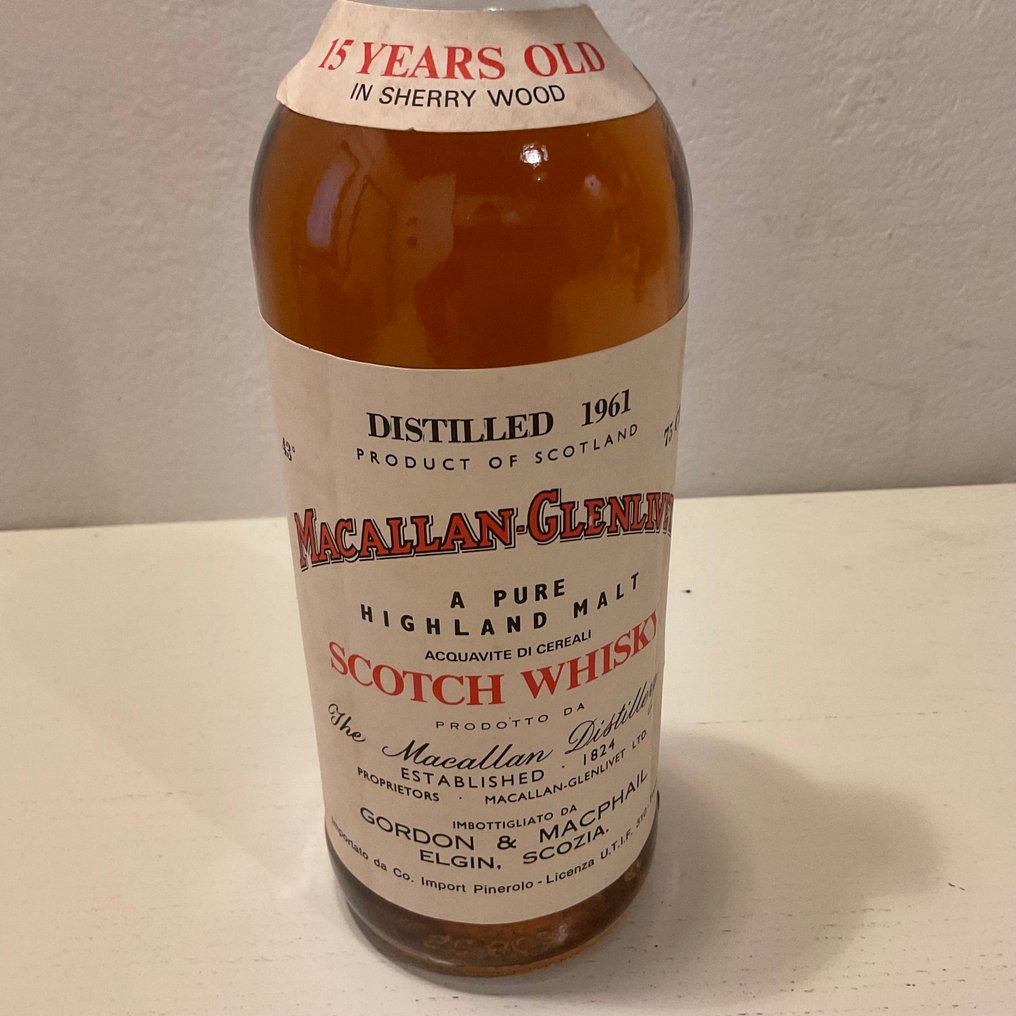 15 YEARS OLD
IN SHERRY WOOD
DISTILLED 1961
43°
PRODUCT OF SCOTLAND
75
MACALLAN-GLENLIVET
A PURE
HIGHLAND MALT
ACQUAVITE DI CEREALI
SCOTCH WHISKY
PRODOTTO DA
The Macallan Distillery
ESTABLISHED · 1824
PROPRIETORS · MACALLAN-GLENLIVET LTD.
IMBOTTIGLIATO DA
GORDON & MACPHAIL
ELGIN, SCOZIA.
Importato da Co. Import Pinerolo - Licenza U.T.I.F.